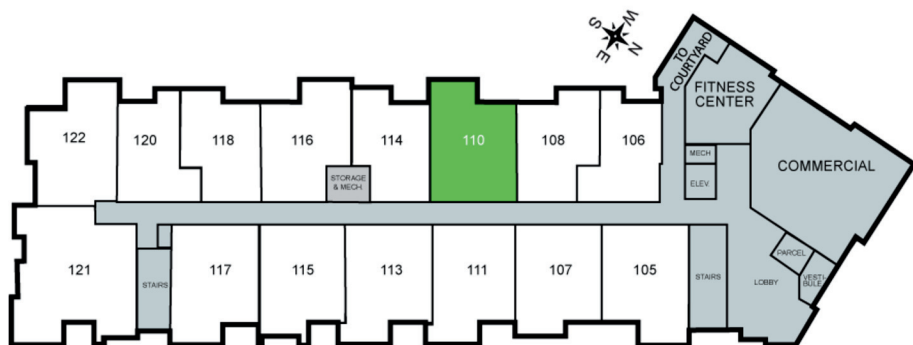 S
W
E
N
TO
COURTYARD
FITNESS
CENTER
122
120
118
116
114
110
108
106
MECH
ELEV.
COMMERCIAL
STORAGE
& MECH.
121
STAIRS
117
115
113
111
107
105
STAIRS
LOBBY
PARCEL
VESTI-
BULE